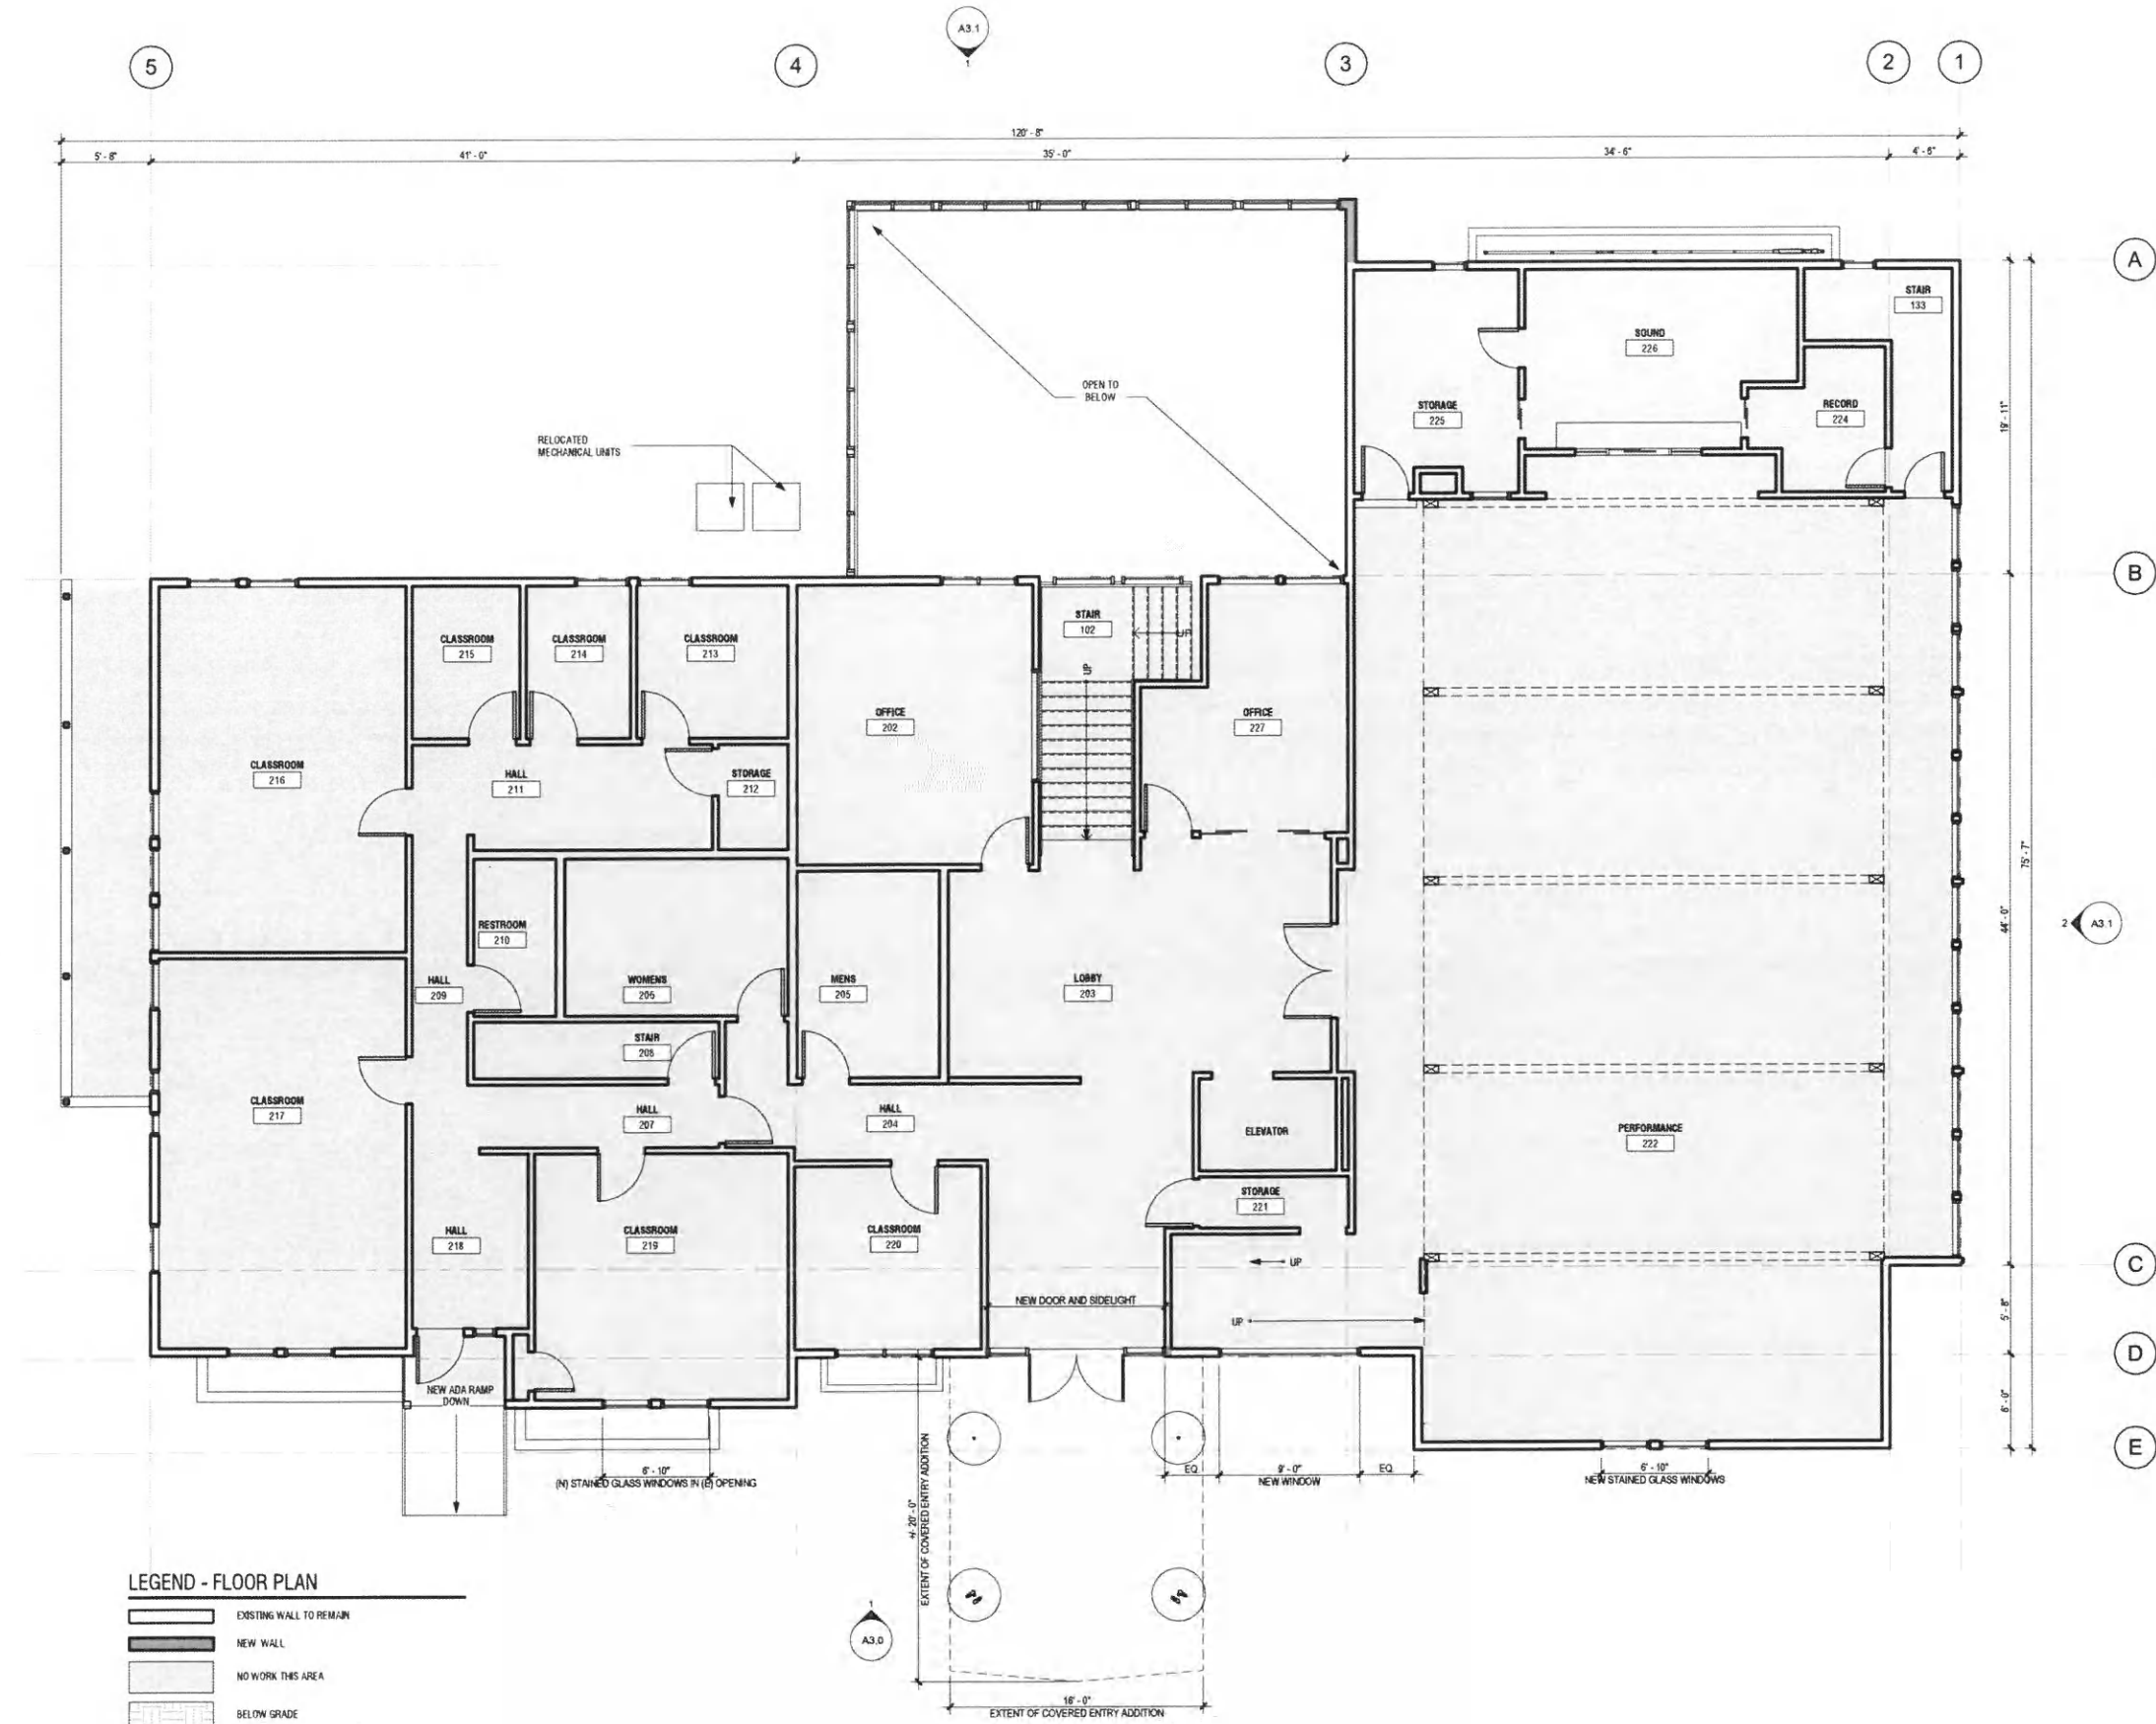 A3.1
1
5
4
3
2
1
120' - 8"
5' - 8"
41' - 0"
35' - 0"
34' - 6"
4' - 6"
A
STAIR
133
SOUND
226
OPEN TO
BELOW
STORAGE
225
RECORD
224
19' - 11"
RELOCATED
MECHANICAL UNITS
B
STAIR
102
UP
UP
CLASSROOM
215
CLASSROOM
214
CLASSROOM
213
OFFICE
202
OFFICE
227
CLASSROOM
216
HALL
211
STORAGE
212
75' - 7"
RESTROOM
210
44' - 0"
2
A3.1
HALL
209
WOMENS
206
MENS
205
LOBBY
203
STAIR
208
CLASSROOM
217
HALL
207
HALL
204
ELEVATOR
PERFORMANCE
222
STORAGE
221
HALL
218
CLASSROOM
219
CLASSROOM
220
UP
C
NEW DOOR AND SIDELIGHT
UP
5' - 8"
D
NEW ADA RAMP
DOWN
6' - 0"
E
6' - 10"
(N) STAINED GLASS WINDOWS IN (E) OPENING
EQ
9' - 0"
EQ
NEW WINDOW
6' - 10"
NEW STAINED GLASS WINDOWS
+/- 20' - 0"
EXTENT OF COVERED ENTRY ADDITION
LEGEND - FLOOR PLAN
EXISTING WALL TO REMAIN
NEW WALL
NO WORK THIS AREA
BELOW GRADE
1
A3.0
16' - 0"
EXTENT OF COVERED ENTRY ADDITION